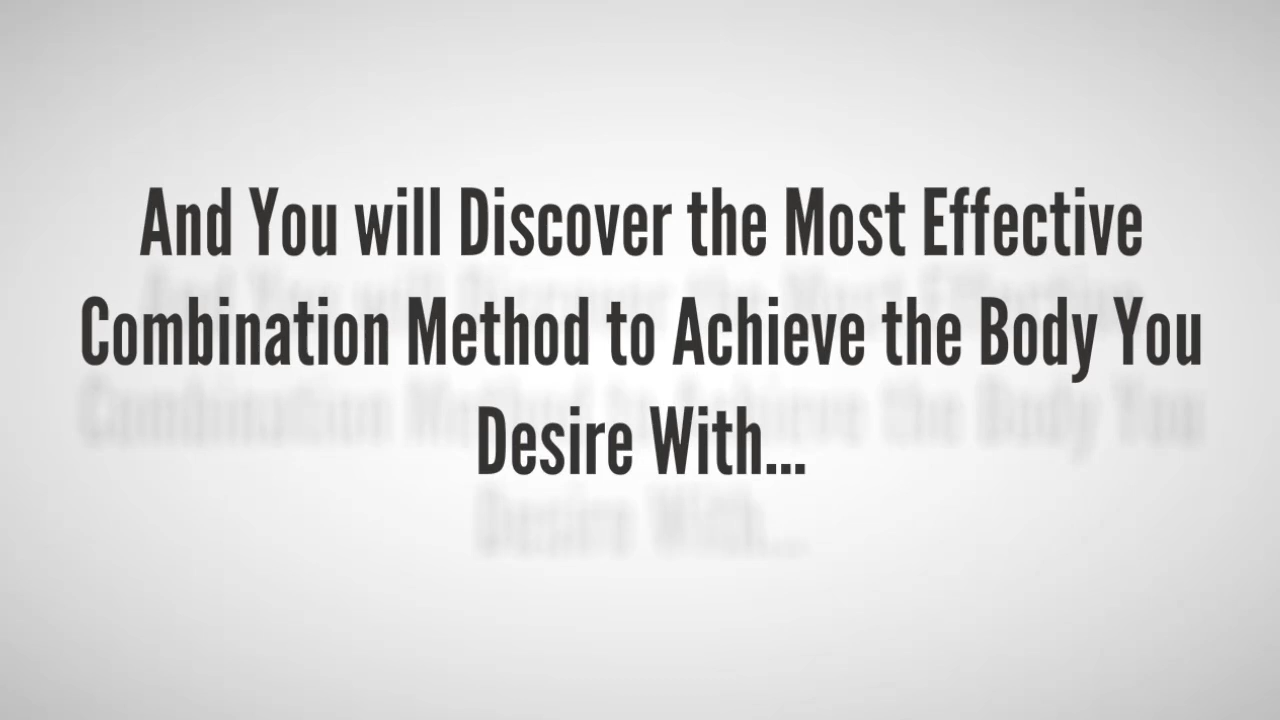 And You will Discover the Most Effective
Combination Method to Achieve the Body You
Desire With...